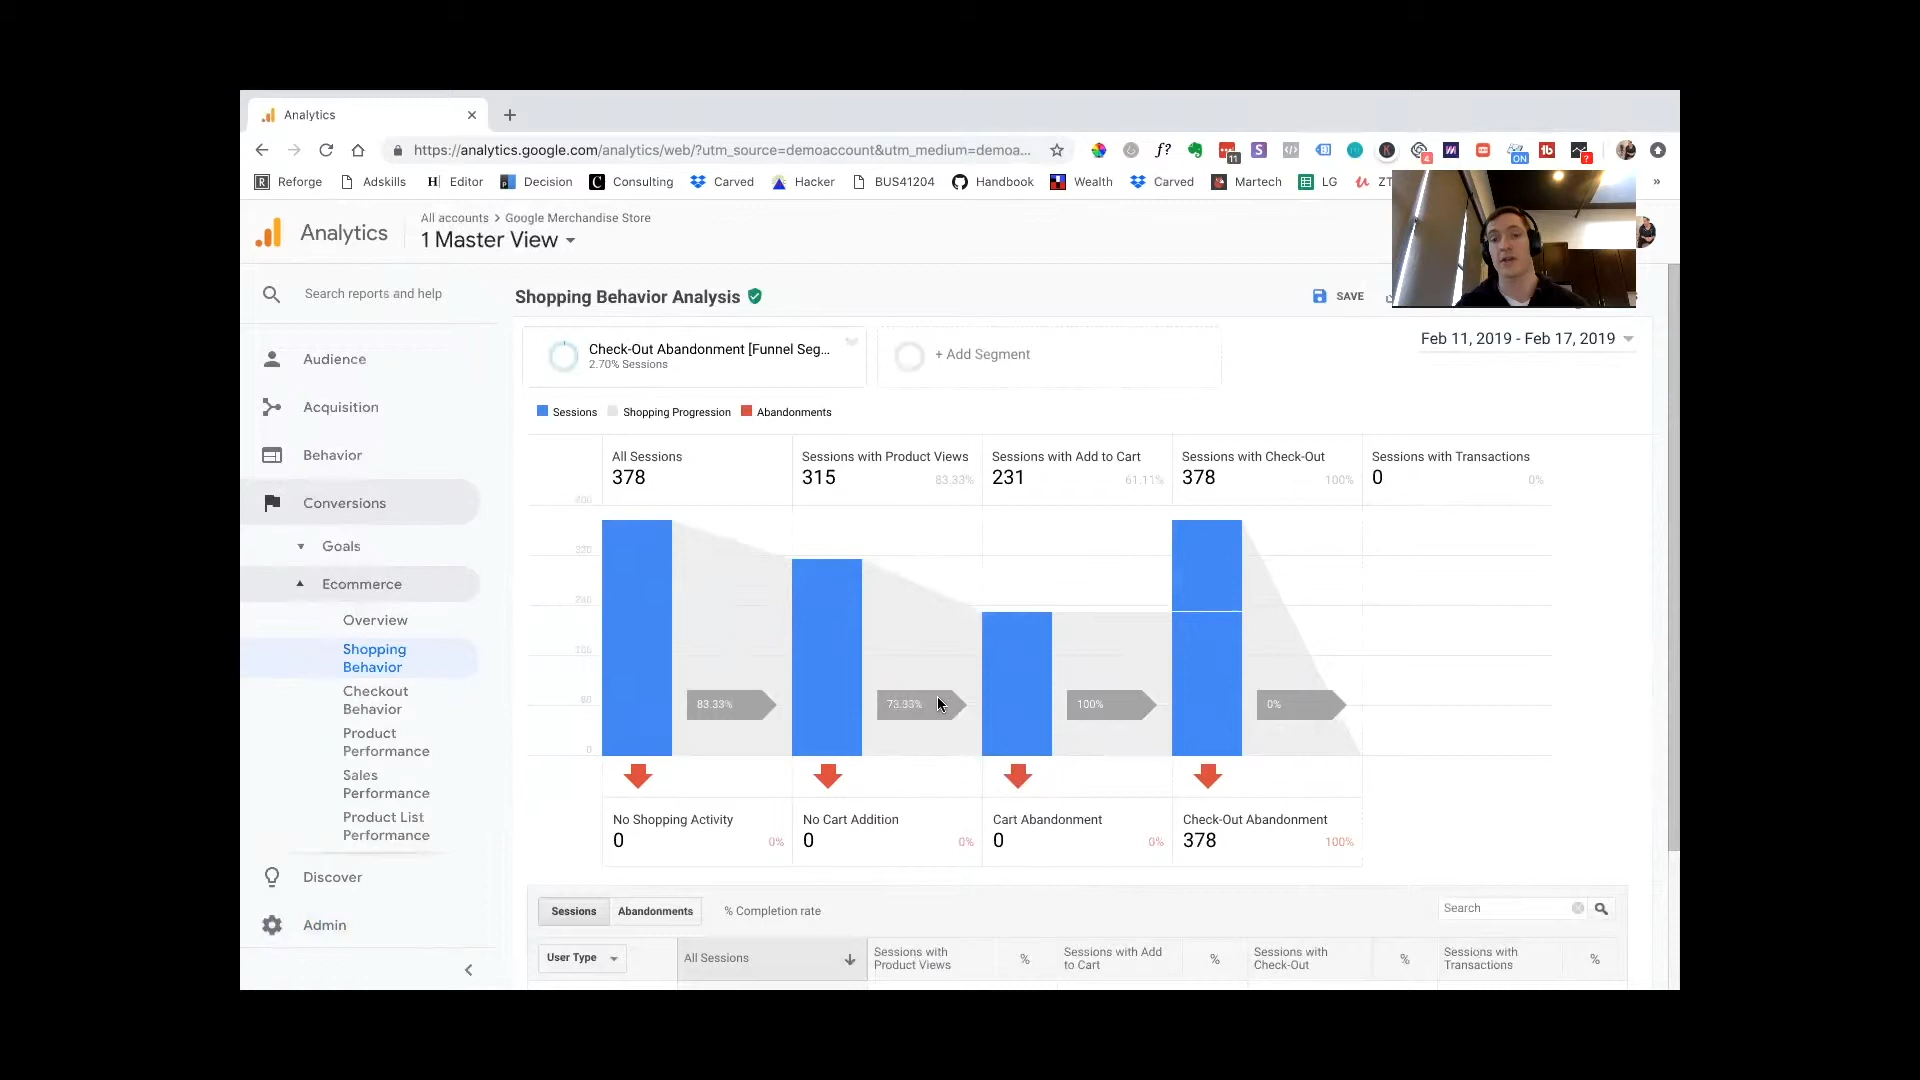 Analytics
https://analytics.google.com/analytics/web/?utm_source=demoaccount&utm_medium=demoa...
11
4
ON
?
Reforge
Adskills
Editor
Decision
Consulting
Carved
Hacker
BUS41204
Handbook
Wealth
Carved
Martech
LG
»
Analytics
All accounts > Google Merchandise Store
1 Master View
Search reports and help
Audience
Acquisition
Behavior
Conversions
Goals
Ecommerce
Overview
Shopping
Behavior
Checkout
Behavior
Product
Performance
Sales
Performance
Product List
Performance
Discover
Admin
Shopping Behavior Analysis
SAVE
Check-Out Abandonment [Funnel Seg...
2.70% Sessions
+ Add Segment
Feb 11, 2019 - Feb 17, 2019
Sessions
Shopping Progression
Abandonments
All Sessions
378
Sessions with Product Views
315
83.33%
Sessions with Add to Cart
231
61.11%
Sessions with Check-Out
378
100%
Sessions with Transactions
0
0%
320
240
80
0
83.33%
73.33%
100%
0%
No Shopping Activity
0
0%
No Cart Addition
0
0%
Cart Abandonment
0
0%
Check-Out Abandonment
378
100%
Sessions
Abandonments
% Completion rate
Search
User Type
All Sessions
Sessions with
Product Views
%
Sessions with Add
to Cart
%
Sessions with
Check-Out
%
Sessions with
Transactions
%